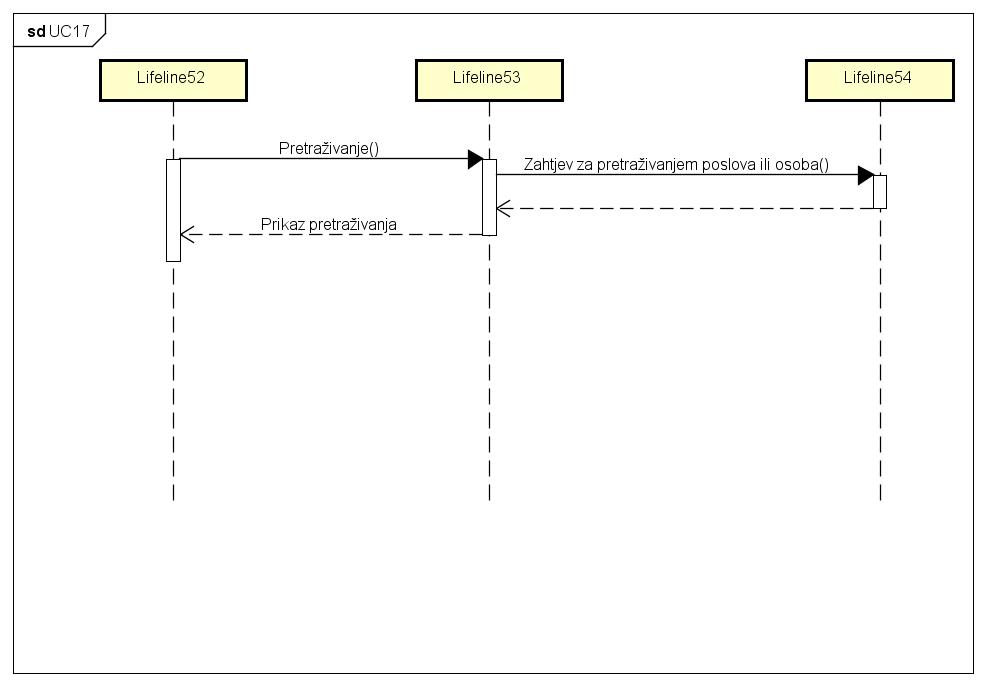 sd UC17
Lifeline52
Lifeline53
Lifeline54
Pretraživanje()
Zahtjev za pretraživanjem poslova ili osoba()
Prikaz pretraživanja